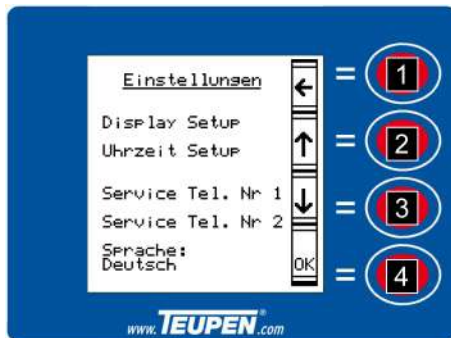 Einstellungen
←
= 1
Display Setup
Uhrzeit Setup
↑
= 2
Service Tel. Nr 1
Service Tel. Nr 2
↓
= 3
Sprache:
Deutsch
OK
= 4
www. TEUPEN® .com